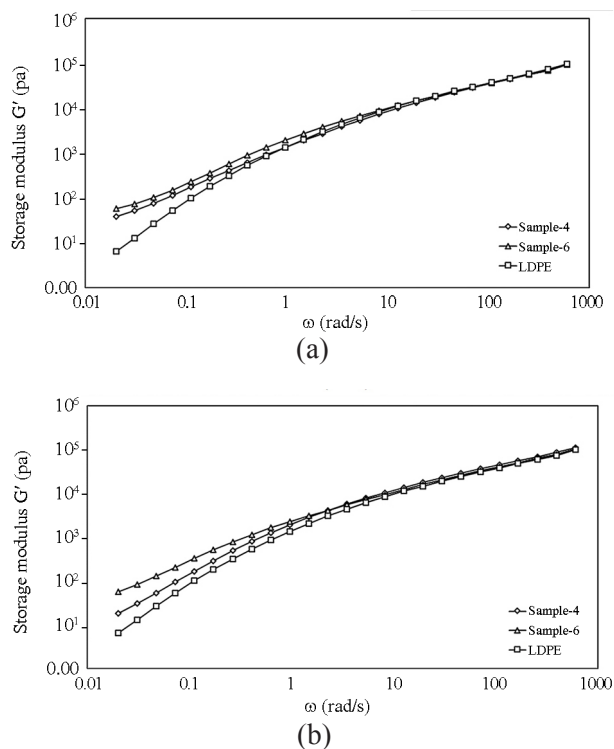 10⁶
10⁵
10⁴
10³
10²
10¹
0.00
Storage modulus G′ (pa)
Sample-4
Sample-6
LDPE
0.01 0.1 1 10 100 1000
ω (rad/s)
(a)
10⁶
10⁵
10⁴
10³
10²
10¹
0.00
Storage modulus G′ (pa)
Sample-4
Sample-6
LDPE
0.01 0.1 1 10 100 1000
ω (rad/s)
(b)